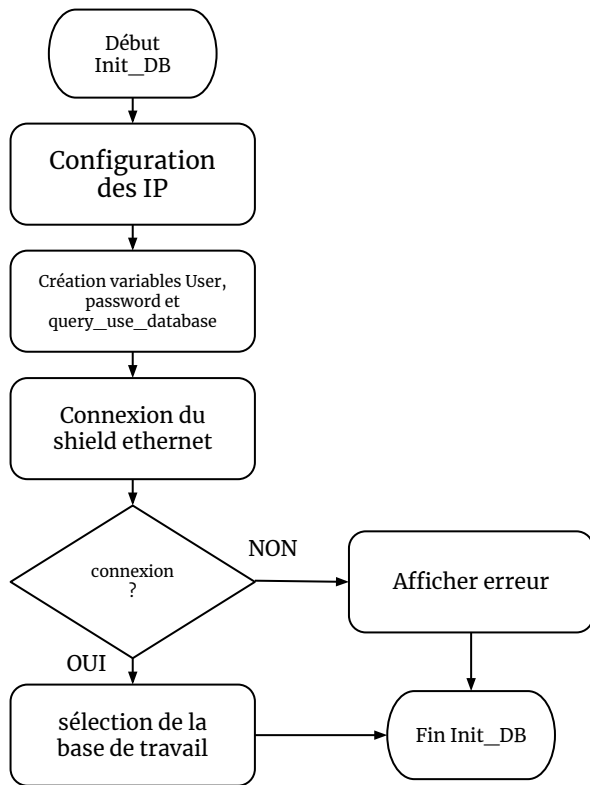 Début
Init_DB
Configuration
des IP
Création variables User,
password et
query_use_database
Connexion du
shield ethernet
connexion
?
NON
Afficher erreur
OUI
sélection de la
base de travail
Fin Init_DB